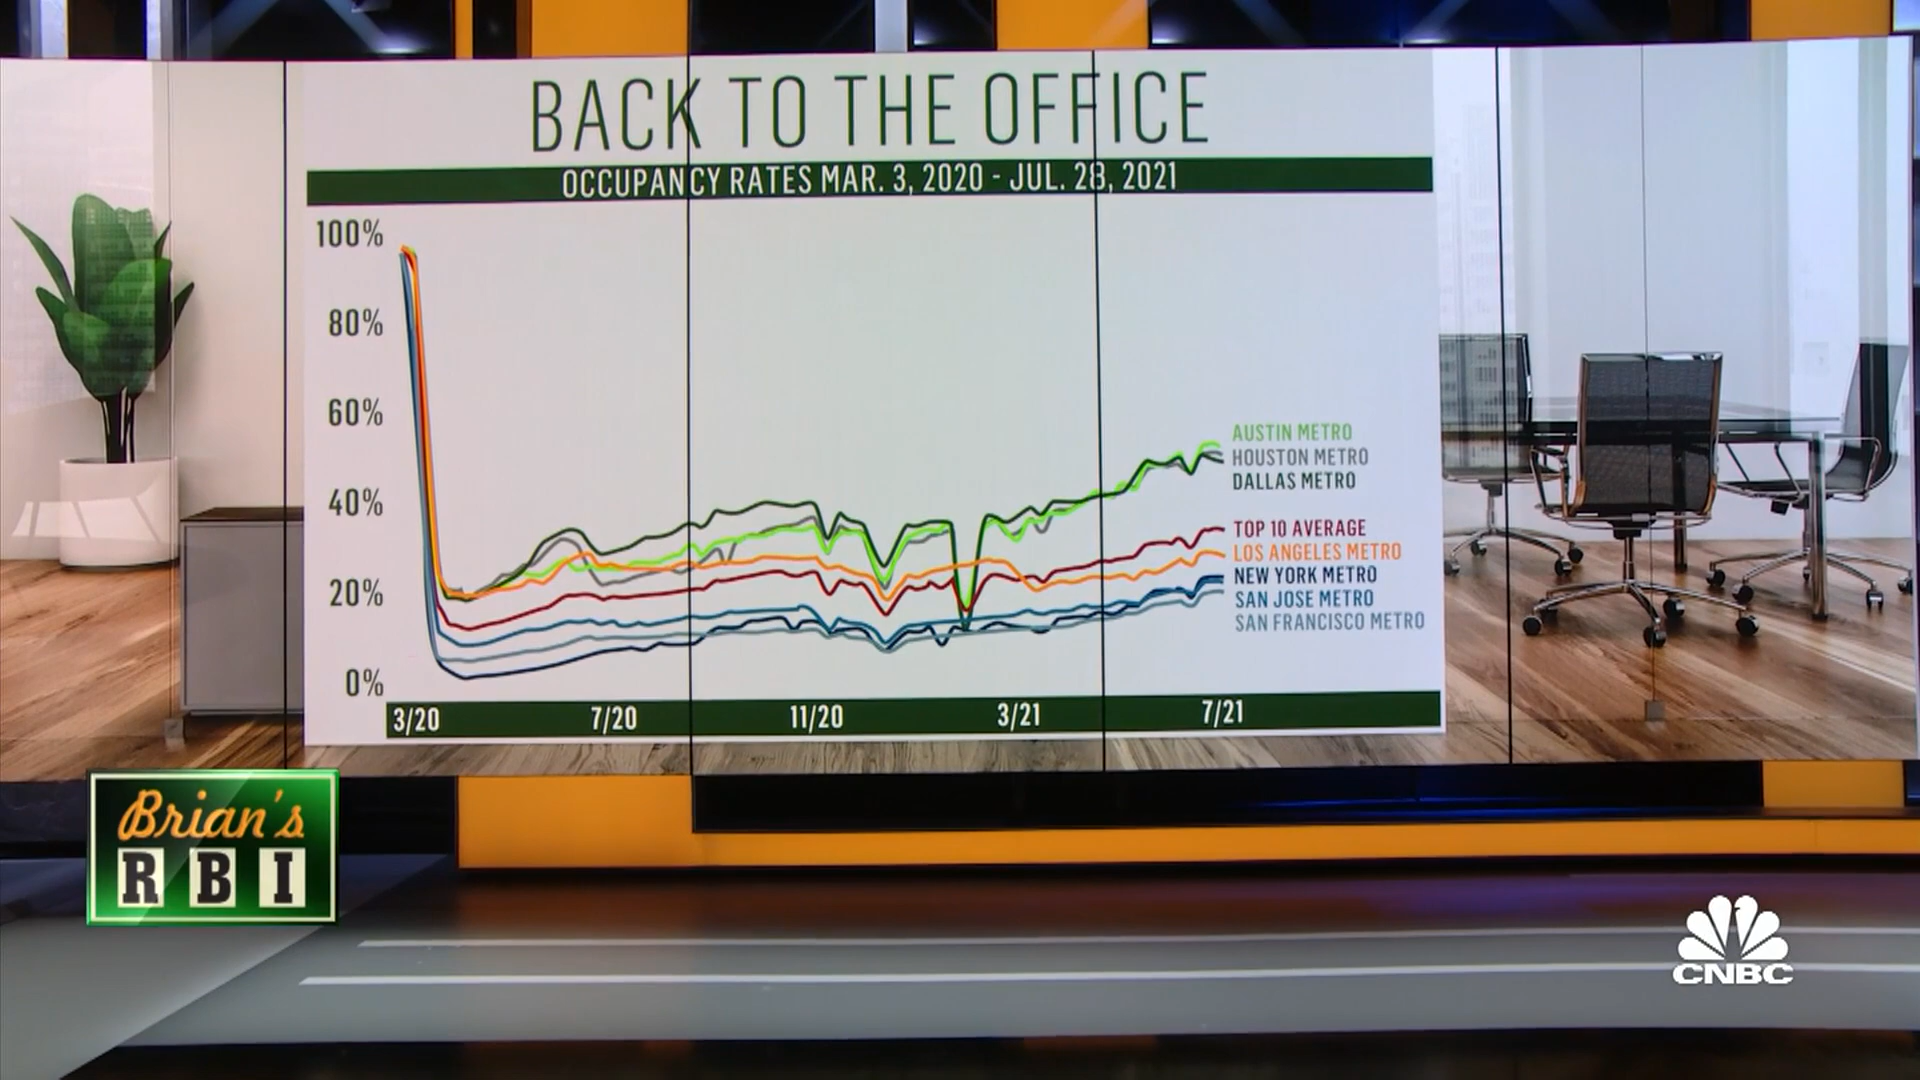 BACK TO THE OFFICE
OCCUPANCY RATES MAR. 3, 2020 - JUL. 28, 2021
100%
80%
60%
40%
20%
0%
AUSTIN METRO
HOUSTON METRO
DALLAS METRO
TOP 10 AVERAGE
LOS ANGELES METRO
NEW YORK METRO
SAN JOSE METRO
SAN FRANCISCO METRO
3/20 7/20 11/20 3/21 7/21
Brian's
RBI
CNBC